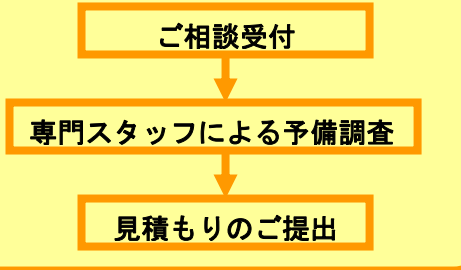 ご相談受付
専門スタッフによる予備調査
見積もりのご提出